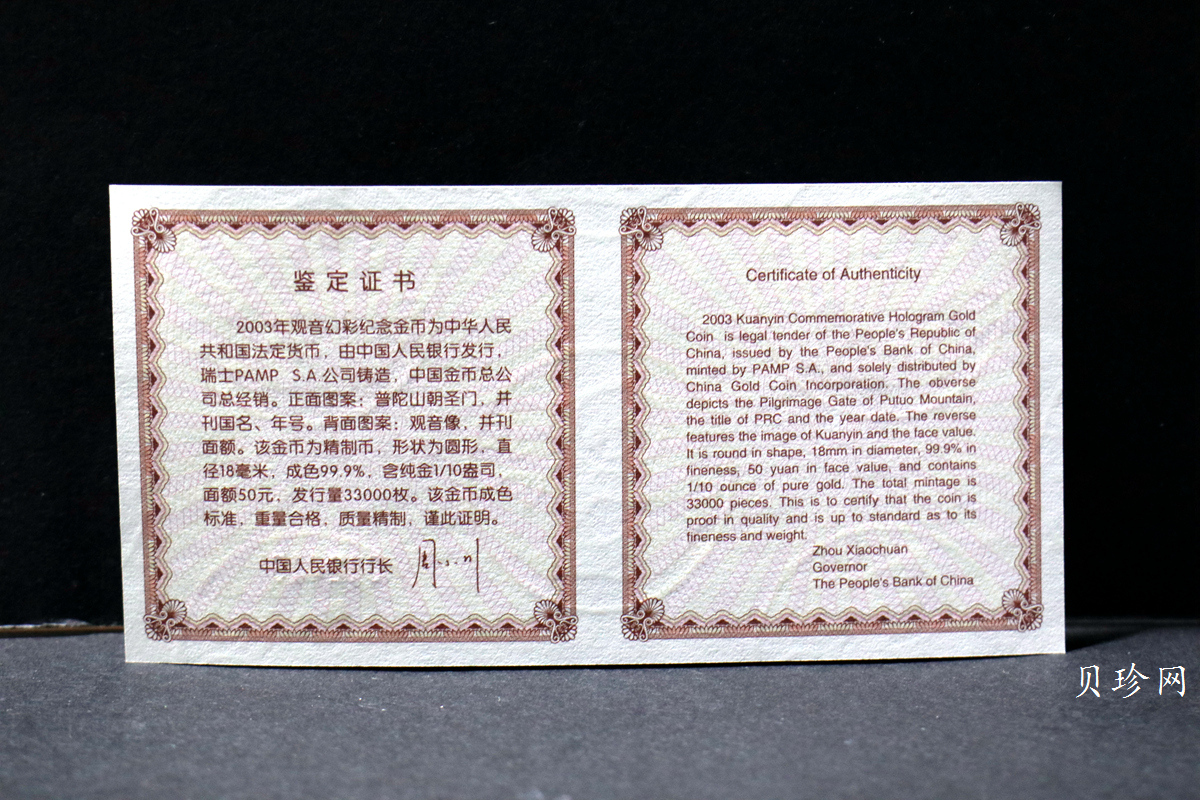 鉴定证书
2003年观音幻彩纪念金币为中华人民
共和国法定货币，由中国人民银行发行，
瑞士PAMP S.A.公司铸造，中国金币总公
司总经销。正面图案：普陀山朝圣门，并
刊国名、年号。背面图案：观音像，并刊
面额。该金币为精制币，形状为圆形，直
径18毫米，成色99.9%，含纯金1/10盎司，
面额50元，发行量33000枚。该金币成色
标准，重量合格，质量精制，谨此证明。
中国人民银行行长 周小川
Certificate of Authenticity
2003 Kuanyin Commemorative Hologram Gold
Coin is legal tender of the People's Republic of
China, issued by the People's Bank of China,
minted by PAMP S.A., and solely distributed by
China Gold Coin Incorporation. The obverse
depicts the Pilgrimage Gate of Putuo Mountain,
the title of PRC and the year date. The reverse
features the image of Kuanyin and the face value.
It is round in shape, 18mm in diameter, 99.9% in
fineness, 50 yuan in face value, and contains
1/10 ounce of pure gold. The total mintage is
33000 pieces. This is to certify that the coin is
proof in quality and is up to standard as to its
fineness and weight.
Zhou Xiaochuan
Governor
The People's Bank of China
贝珍网